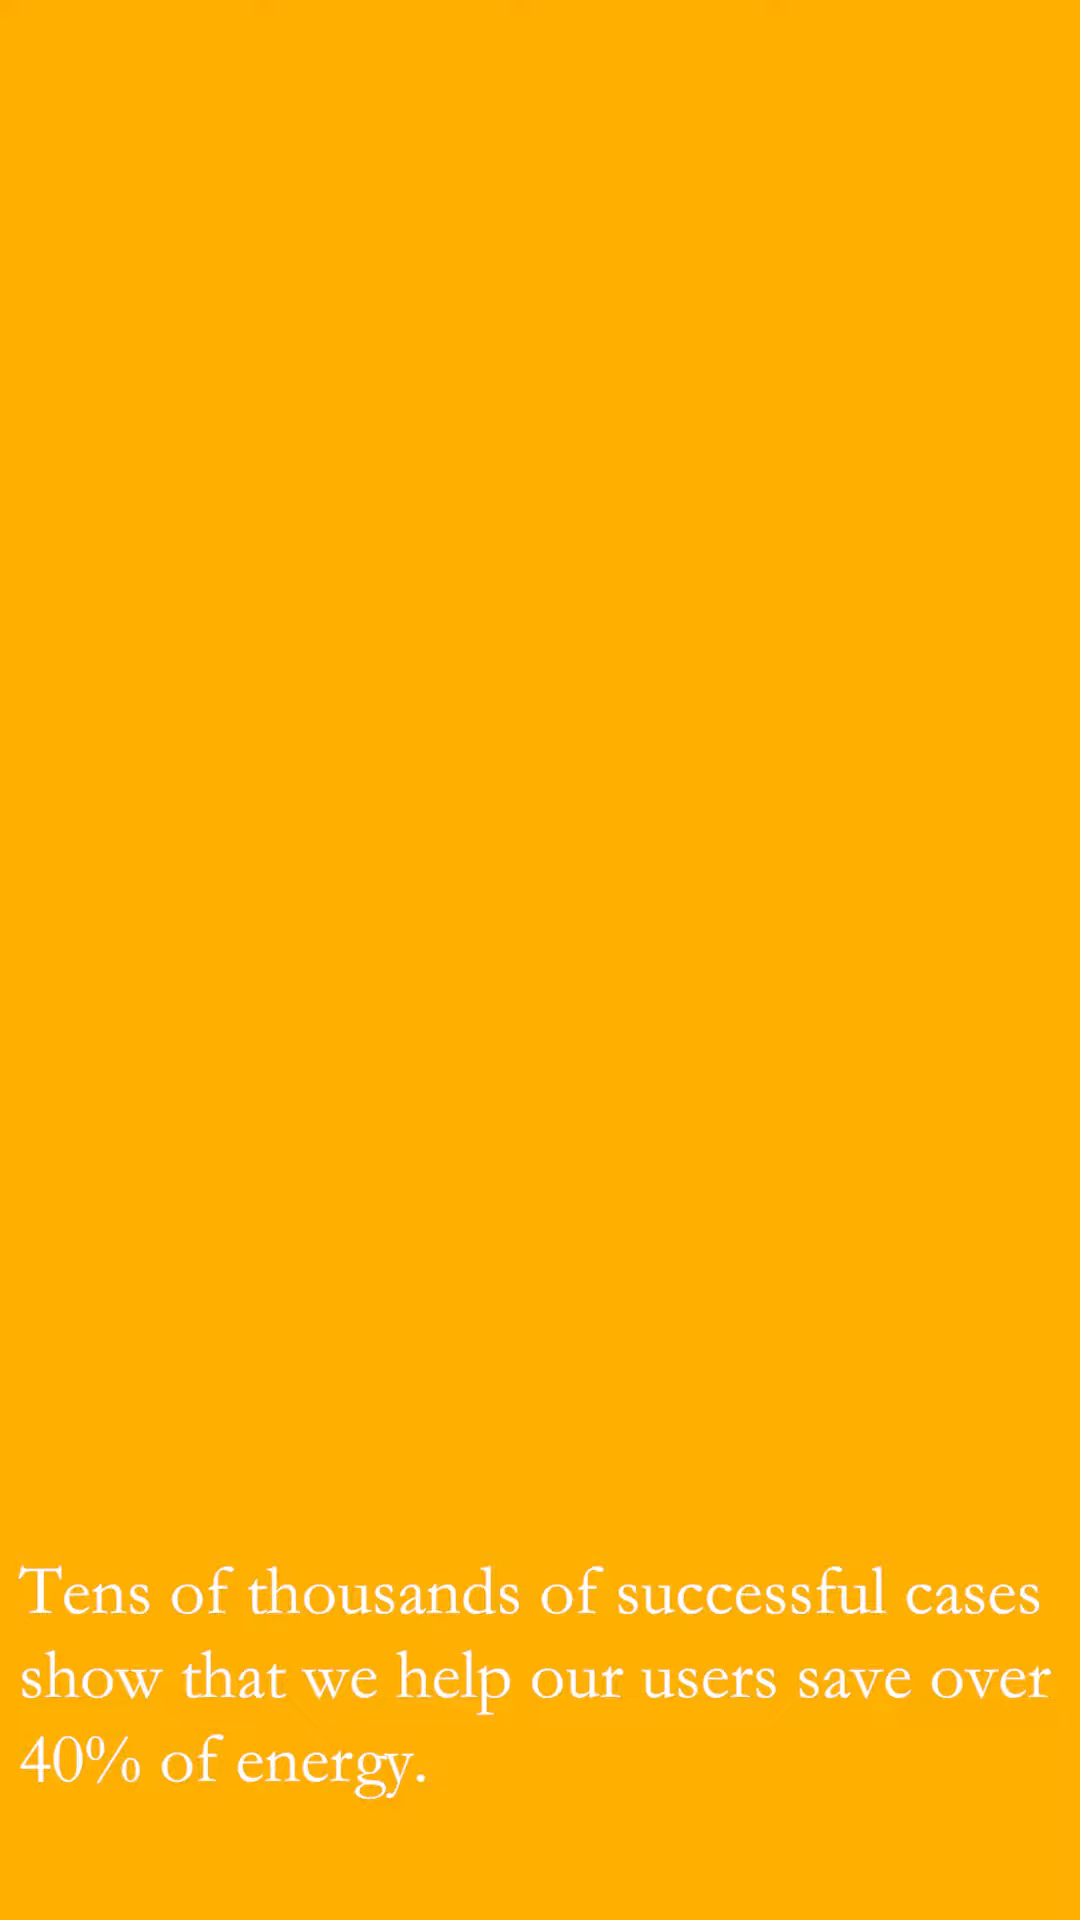 Tens of thousands of successful cases
show that we help our users save over
40% of energy.